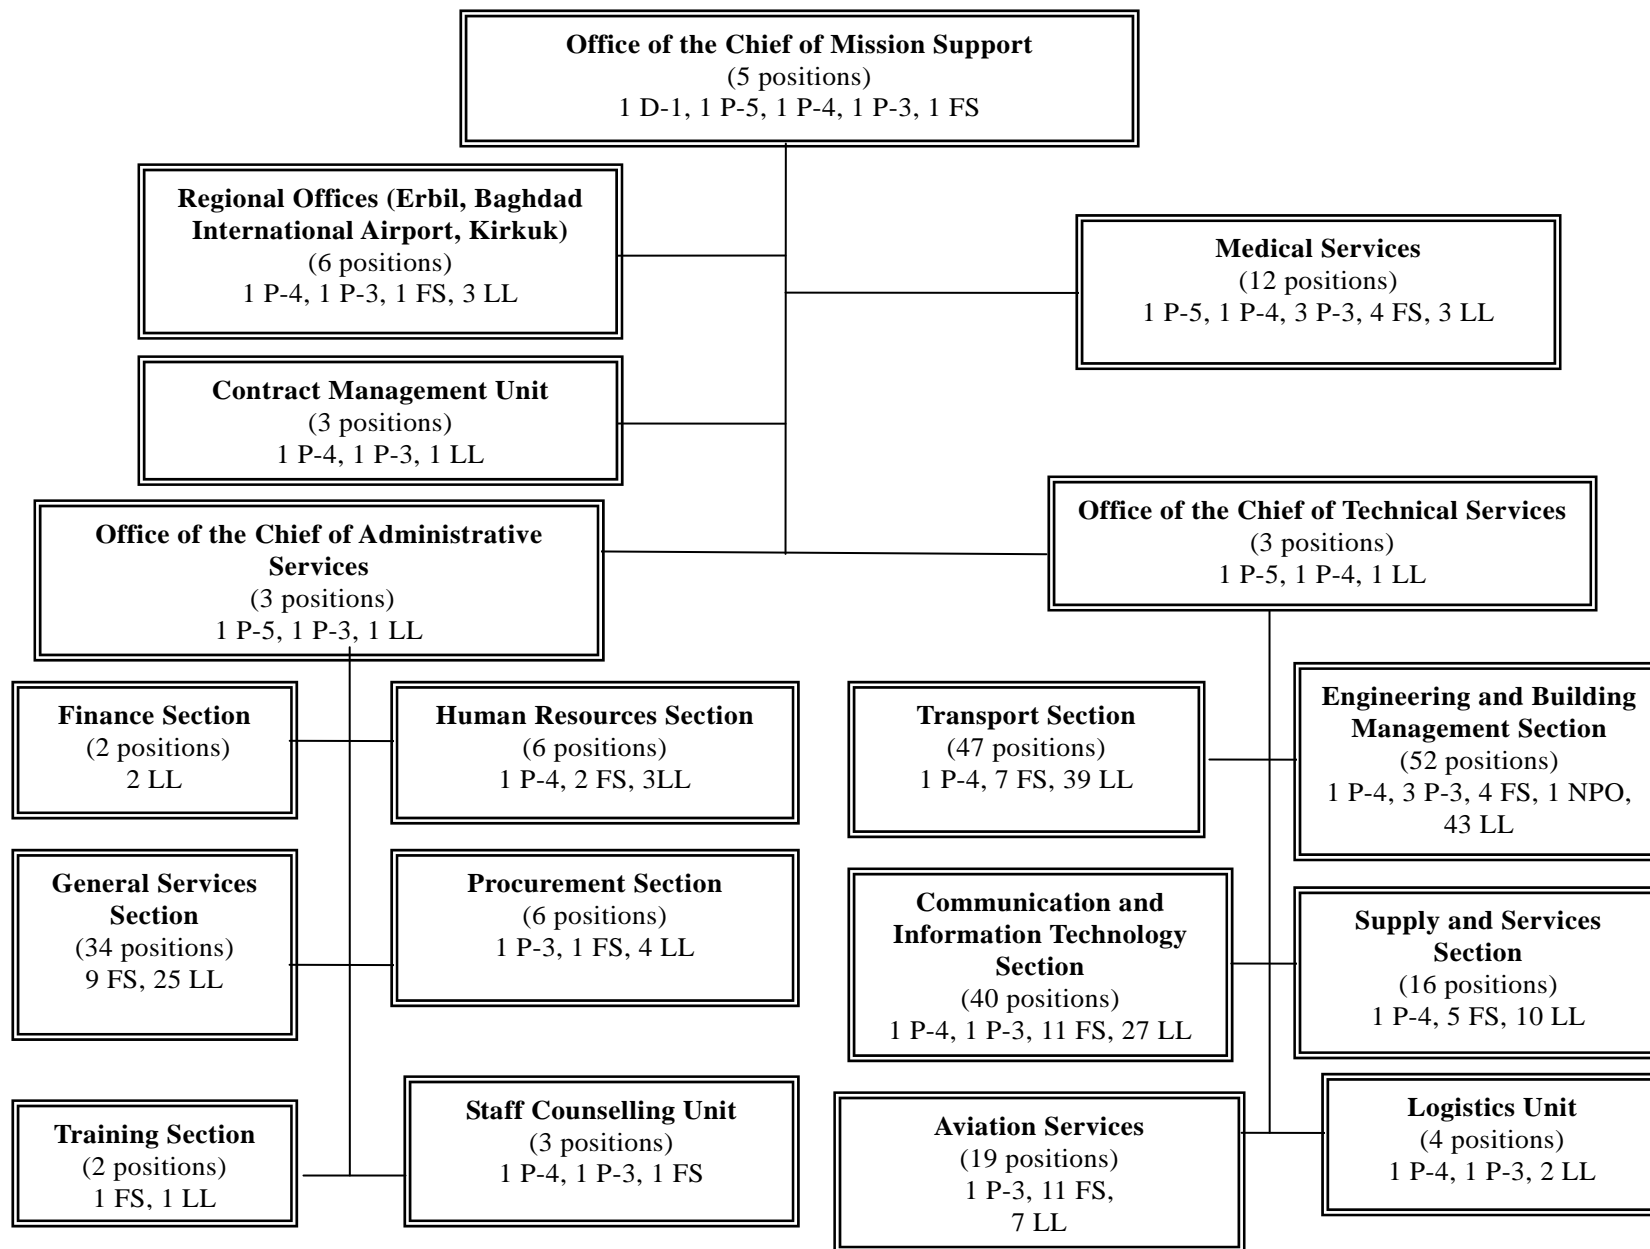 Office of the Chief of Mission Support
(5 positions)
1 D-1, 1 P-5, 1 P-4, 1 P-3, 1 FS
Regional Offices (Erbil, Baghdad
International Airport, Kirkuk)
(6 positions)
1 P-4, 1 P-3, 1 FS, 3 LL
Medical Services
(12 positions)
1 P-5, 1 P-4, 3 P-3, 4 FS, 3 LL
Contract Management Unit
(3 positions)
1 P-4, 1 P-3, 1 LL
Office of the Chief of Administrative
Services
(3 positions)
1 P-5, 1 P-3, 1 LL
Office of the Chief of Technical Services
(3 positions)
1 P-5, 1 P-4, 1 LL
Finance Section
(2 positions)
2 LL
Human Resources Section
(6 positions)
1 P-4, 2 FS, 3LL
Transport Section
(47 positions)
1 P-4, 7 FS, 39 LL
Engineering and Building
Management Section
(52 positions)
1 P-4, 3 P-3, 4 FS, 1 NPO,
43 LL
General Services
Section
(34 positions)
9 FS, 25 LL
Procurement Section
(6 positions)
1 P-3, 1 FS, 4 LL
Communication and
Information Technology
Section
(40 positions)
1 P-4, 1 P-3, 11 FS, 27 LL
Supply and Services
Section
(16 positions)
1 P-4, 5 FS, 10 LL
Training Section
(2 positions)
1 FS, 1 LL
Staff Counselling Unit
(3 positions)
1 P-4, 1 P-3, 1 FS
Aviation Services
(19 positions)
1 P-3, 11 FS,
7 LL
Logistics Unit
(4 positions)
1 P-4, 1 P-3, 2 LL